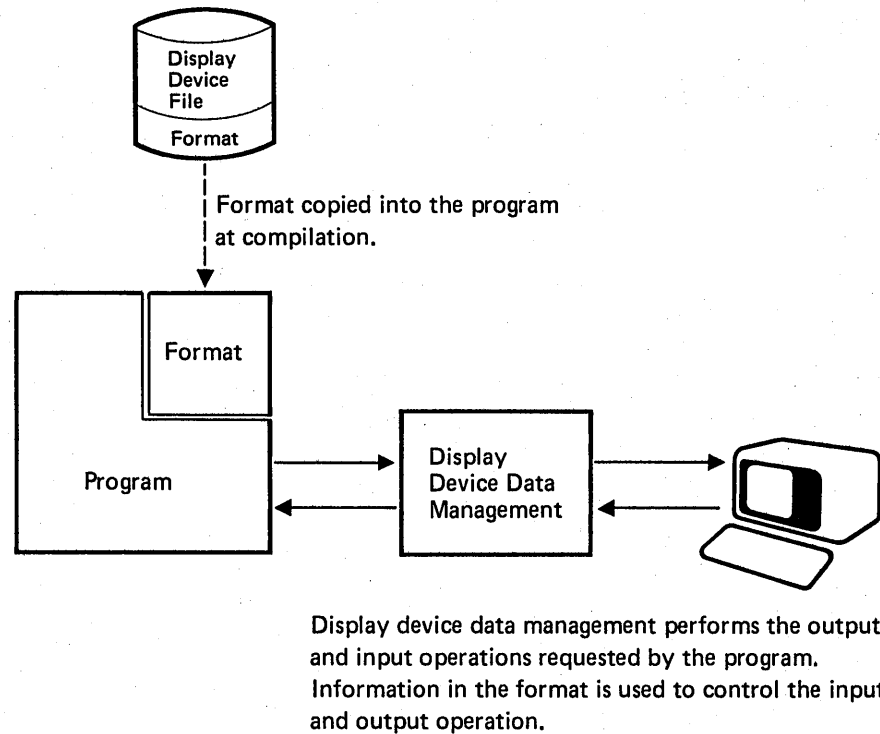 Display
Device
File
Format
Format copied into the program
at compilation.
Format
Program
Display
Device Data
Management
Display device data management performs the output
and input operations requested by the program.
Information in the format is used to control the input
and output operation.